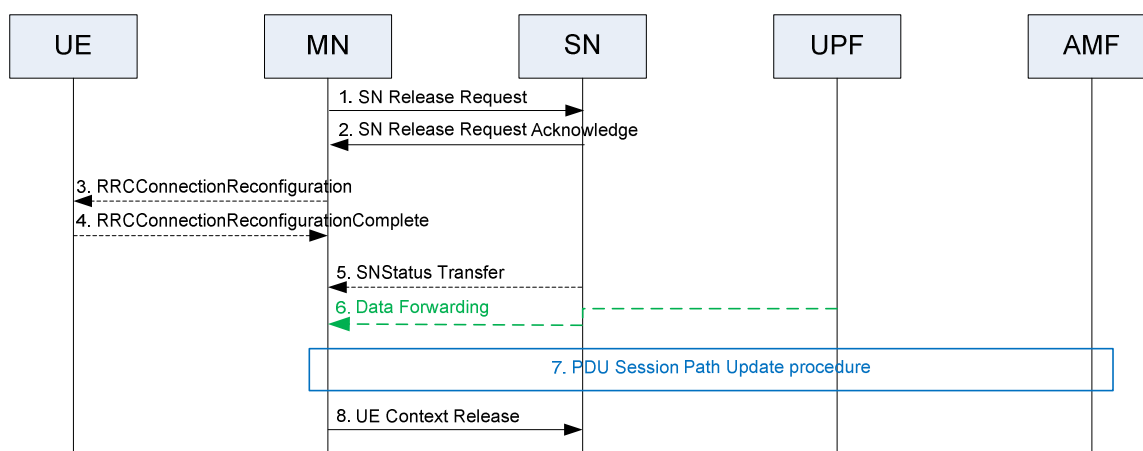 UE MN SN UPF AMF
1. SN Release Request
2. SN Release Request Acknowledge
3. RRCConnectionReconfiguration
4. RRCConnectionReconfigurationComplete
5. SNStatus Transfer
6. Data Forwarding
7. PDU Session Path Update procedure
8. UE Context Release